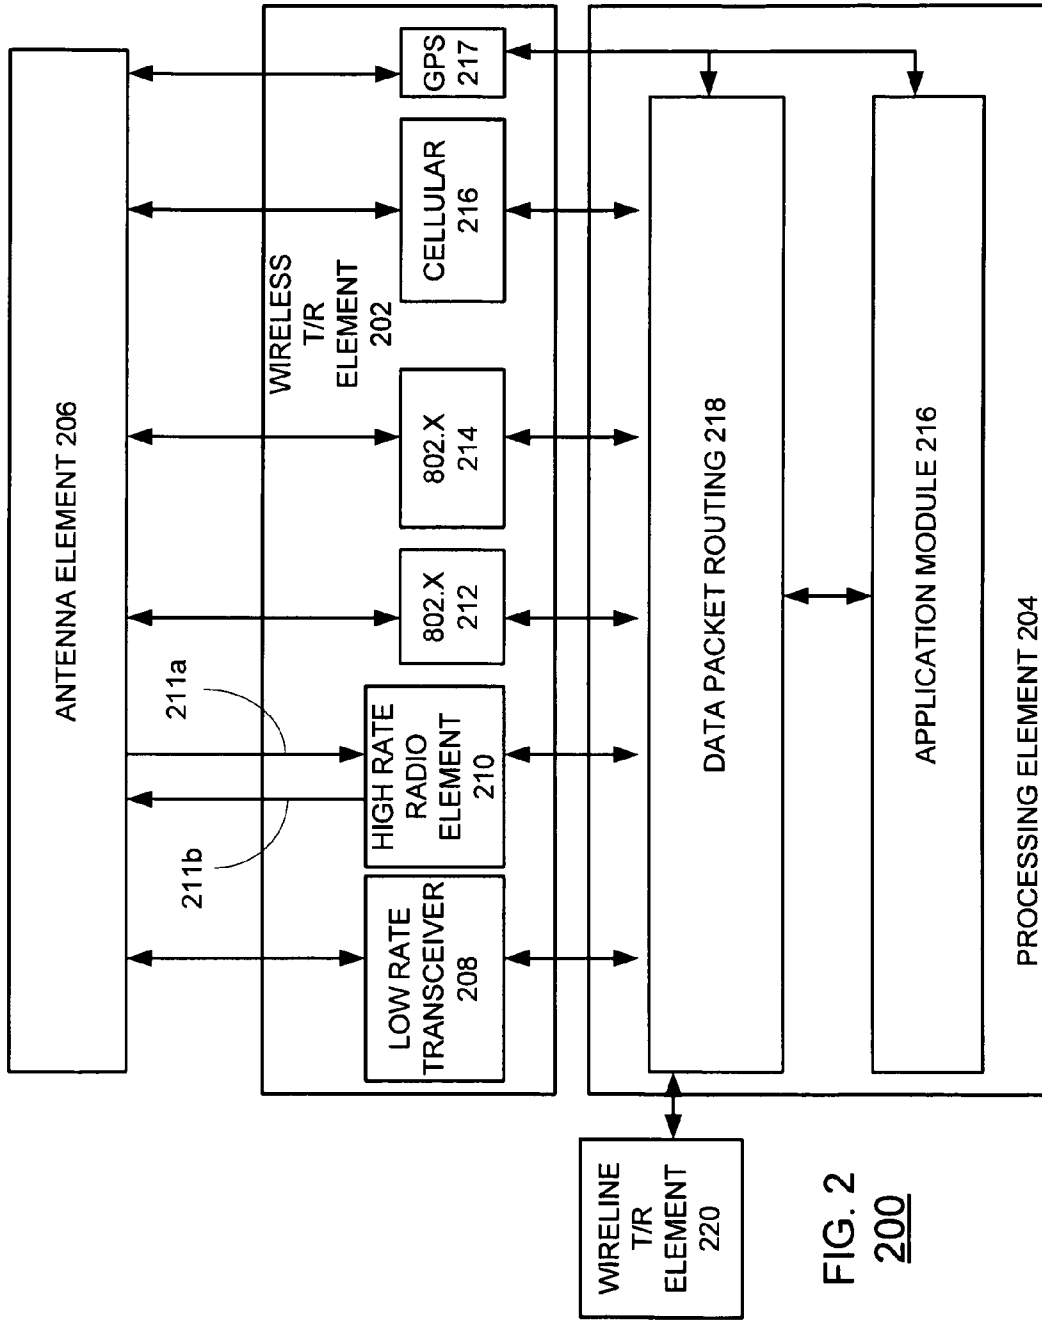 ANTENNA ELEMENT 206
211a
211b
WIRELESS
T/R
ELEMENT
202
LOW RATE
TRANSCEIVER
208
HIGH RATE
RADIO
ELEMENT
210
802.X
212
802.X
214
CELLULAR
216
GPS
217
DATA PACKET ROUTING 218
APPLICATION MODULE 216
PROCESSING ELEMENT 204
WIRELINE
T/R
ELEMENT
220
FIG. 2
200